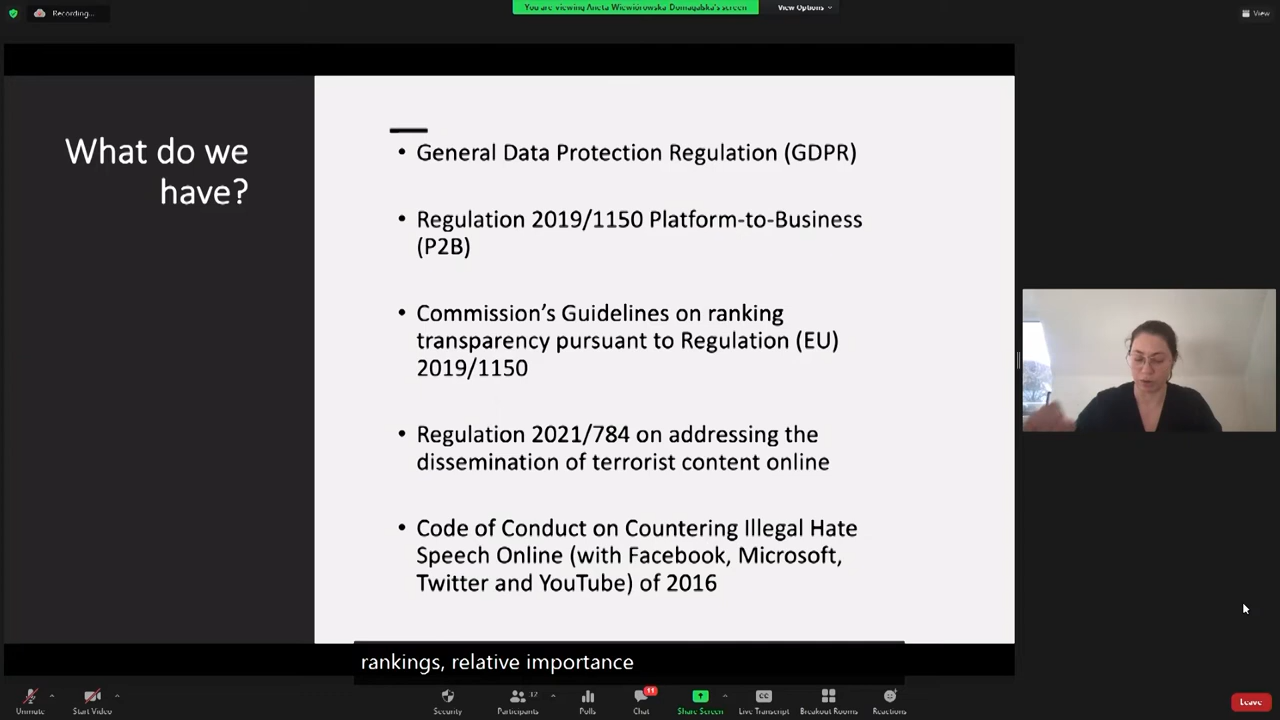 Recording...
You are viewing Aneta Wiewiórowska-Domagalska's screen
View Options
View
What do we
have?
• General Data Protection Regulation (GDPR)
• Regulation 2019/1150 Platform-to-Business
(P2B)
• Commission's Guidelines on ranking
transparency pursuant to Regulation (EU)
2019/1150
• Regulation 2021/784 on addressing the
dissemination of terrorist content online
• Code of Conduct on Countering Illegal Hate
Speech Online (with Facebook, Microsoft,
Twitter and YouTube) of 2016
rankings, relative importance
Unmute
Start Video
Security
Participants
Polls
Chat
11
Share Screen
CC
Live Transcript
Breakout Rooms
Reactions
Leave